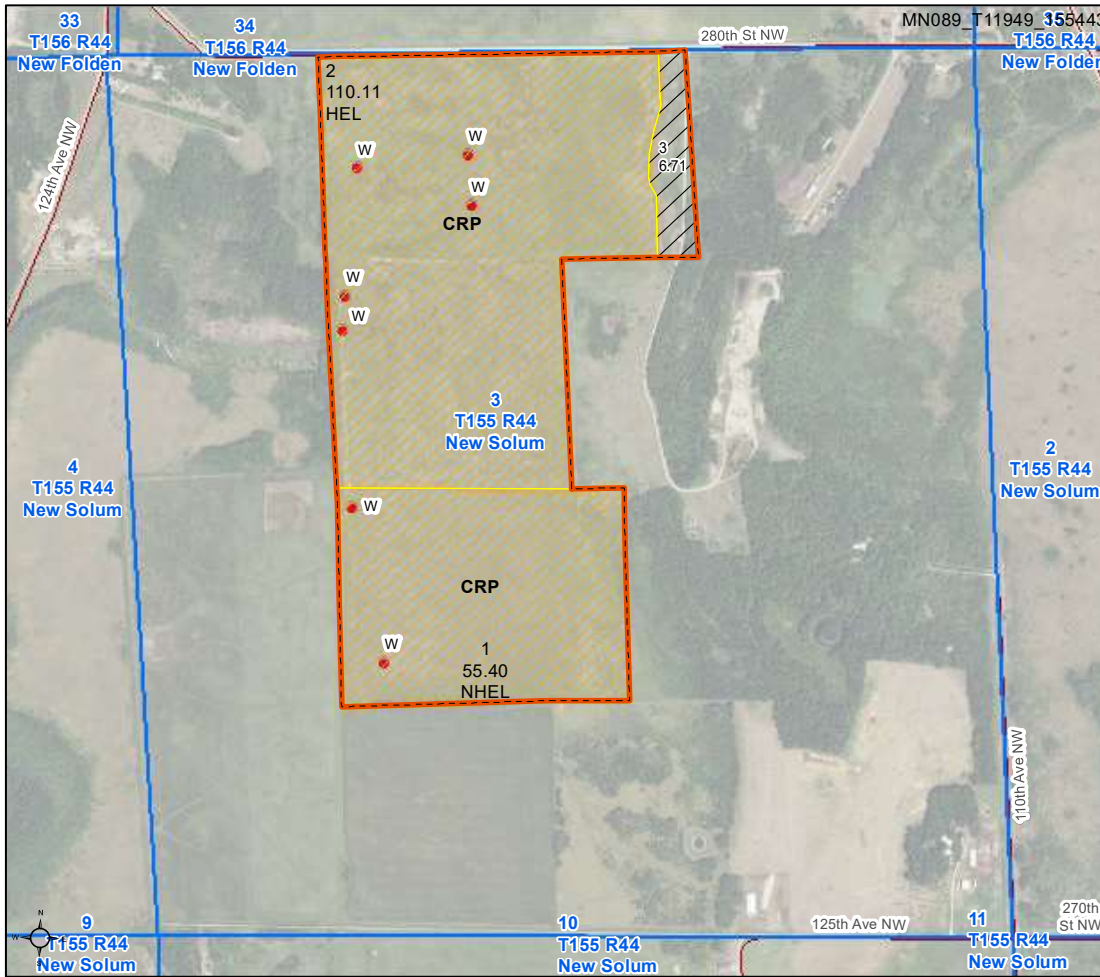 MN089_T11949_155443
33
T156 R44
New Folden
34
T156 R44
New Folden
280th St NW
T156 R44
New Folden
2
110.11
HEL
124th Ave NW
W
W
W
3
6.71
CRP
W
W
3
T155 R44
New Solum
4
T155 R44
New Solum
2
T155 R44
New Solum
W
CRP
W
1
55.40
NHEL
110th Ave NW
N
W
9
T155 R44
New Solum
10
T155 R44
New Solum
125th Ave NW
11
T155 R44
New Solum
270th
St NW